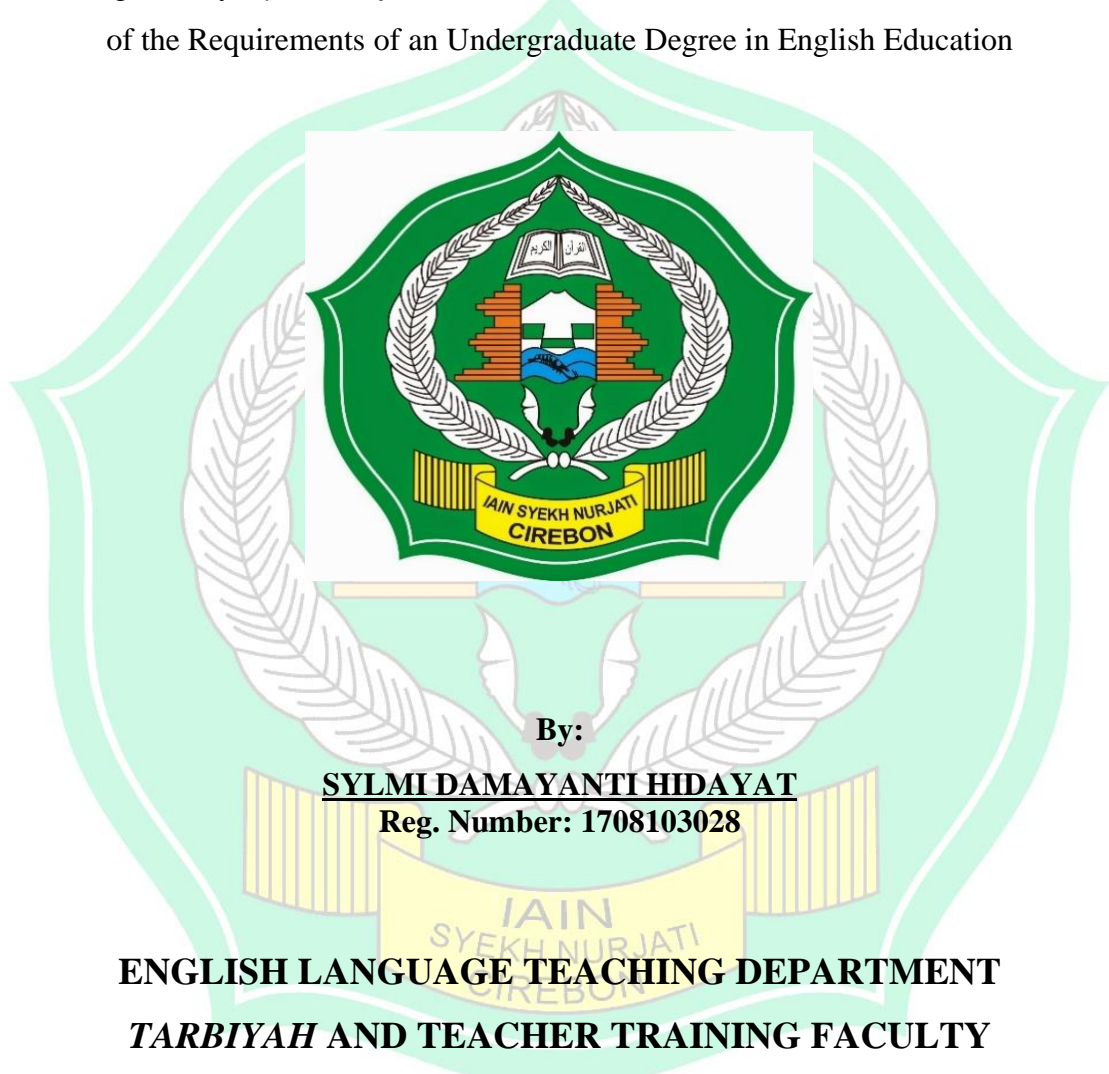 of the Requirements of an Undergraduate Degree in English Education
القرآن الكريم
IAIN SYEKH NURJATI
CIREBON
By:
SYLMI DAMAYANTI HIDAYAT
Reg. Number: 1708103028
IAIN
SYEKH NURJATI
CIREBON
ENGLISH LANGUAGE TEACHING DEPARTMENT
TARBIYAH AND TEACHER TRAINING FACULTY